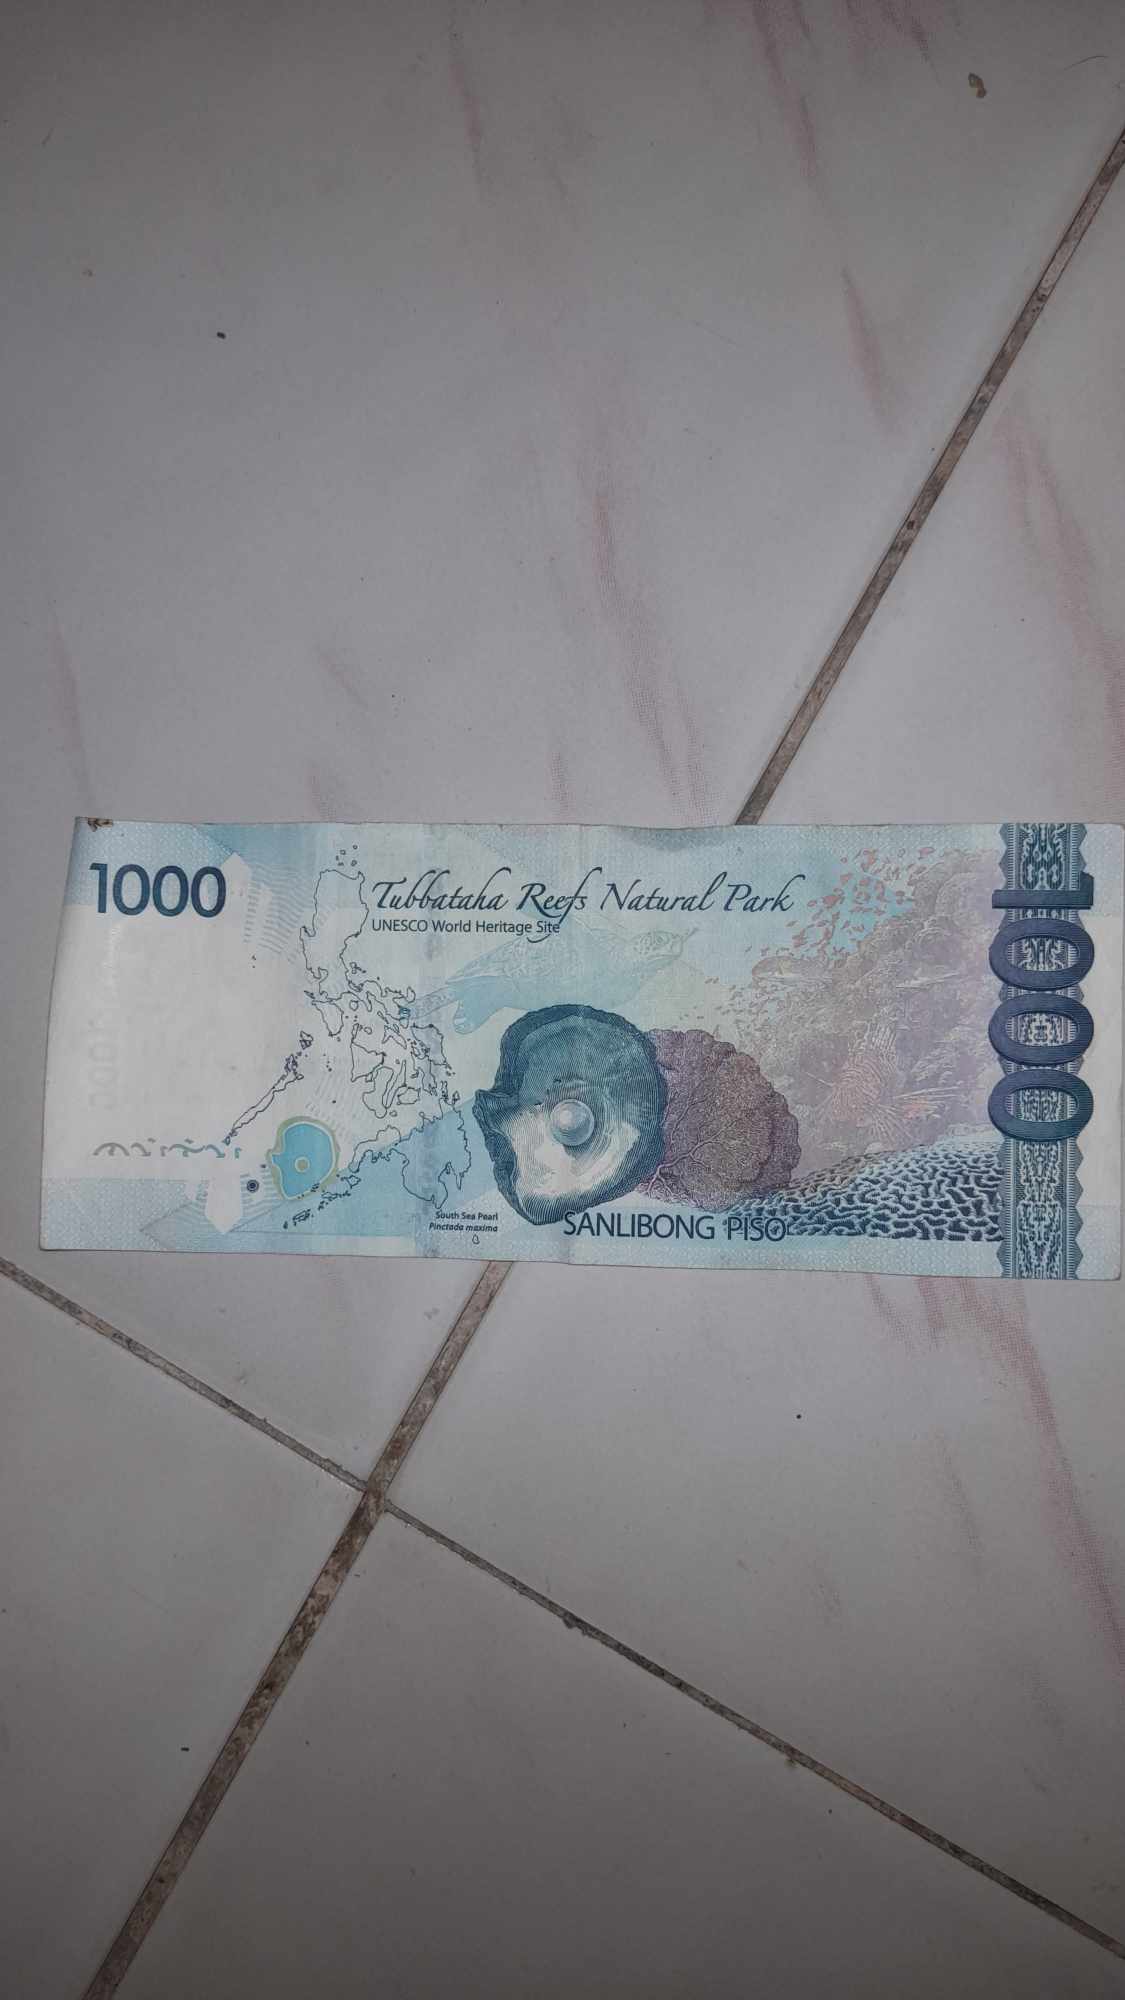 1000
Tubbataha Reefs Natural Park
UNESCO World Heritage Site
South Sea Pearl
Pinctada maxima
SANLIBONG PISO
1000